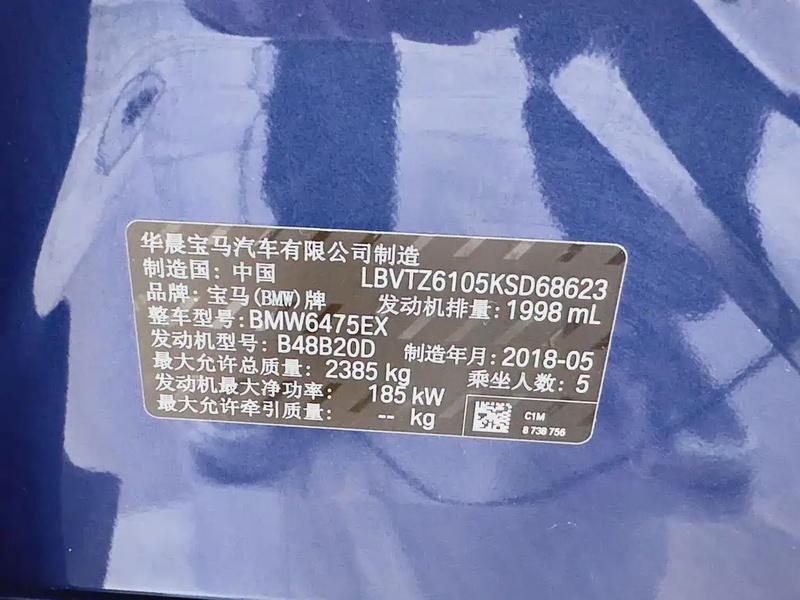 华晨宝马汽车有限公司制造
制造国：中国 LBVTZ6105KSD68623
品牌：宝马(BMW)牌 发动机排量：1998 mL
整车型号：BMW6475EX
发动机型号：B48B20D 制造年月：2018-05
最大允许总质量：2385 kg 乘坐人数：5
发动机最大净功率：185 kW
最大允许牵引质量：-- kg
C1M
8 738 756